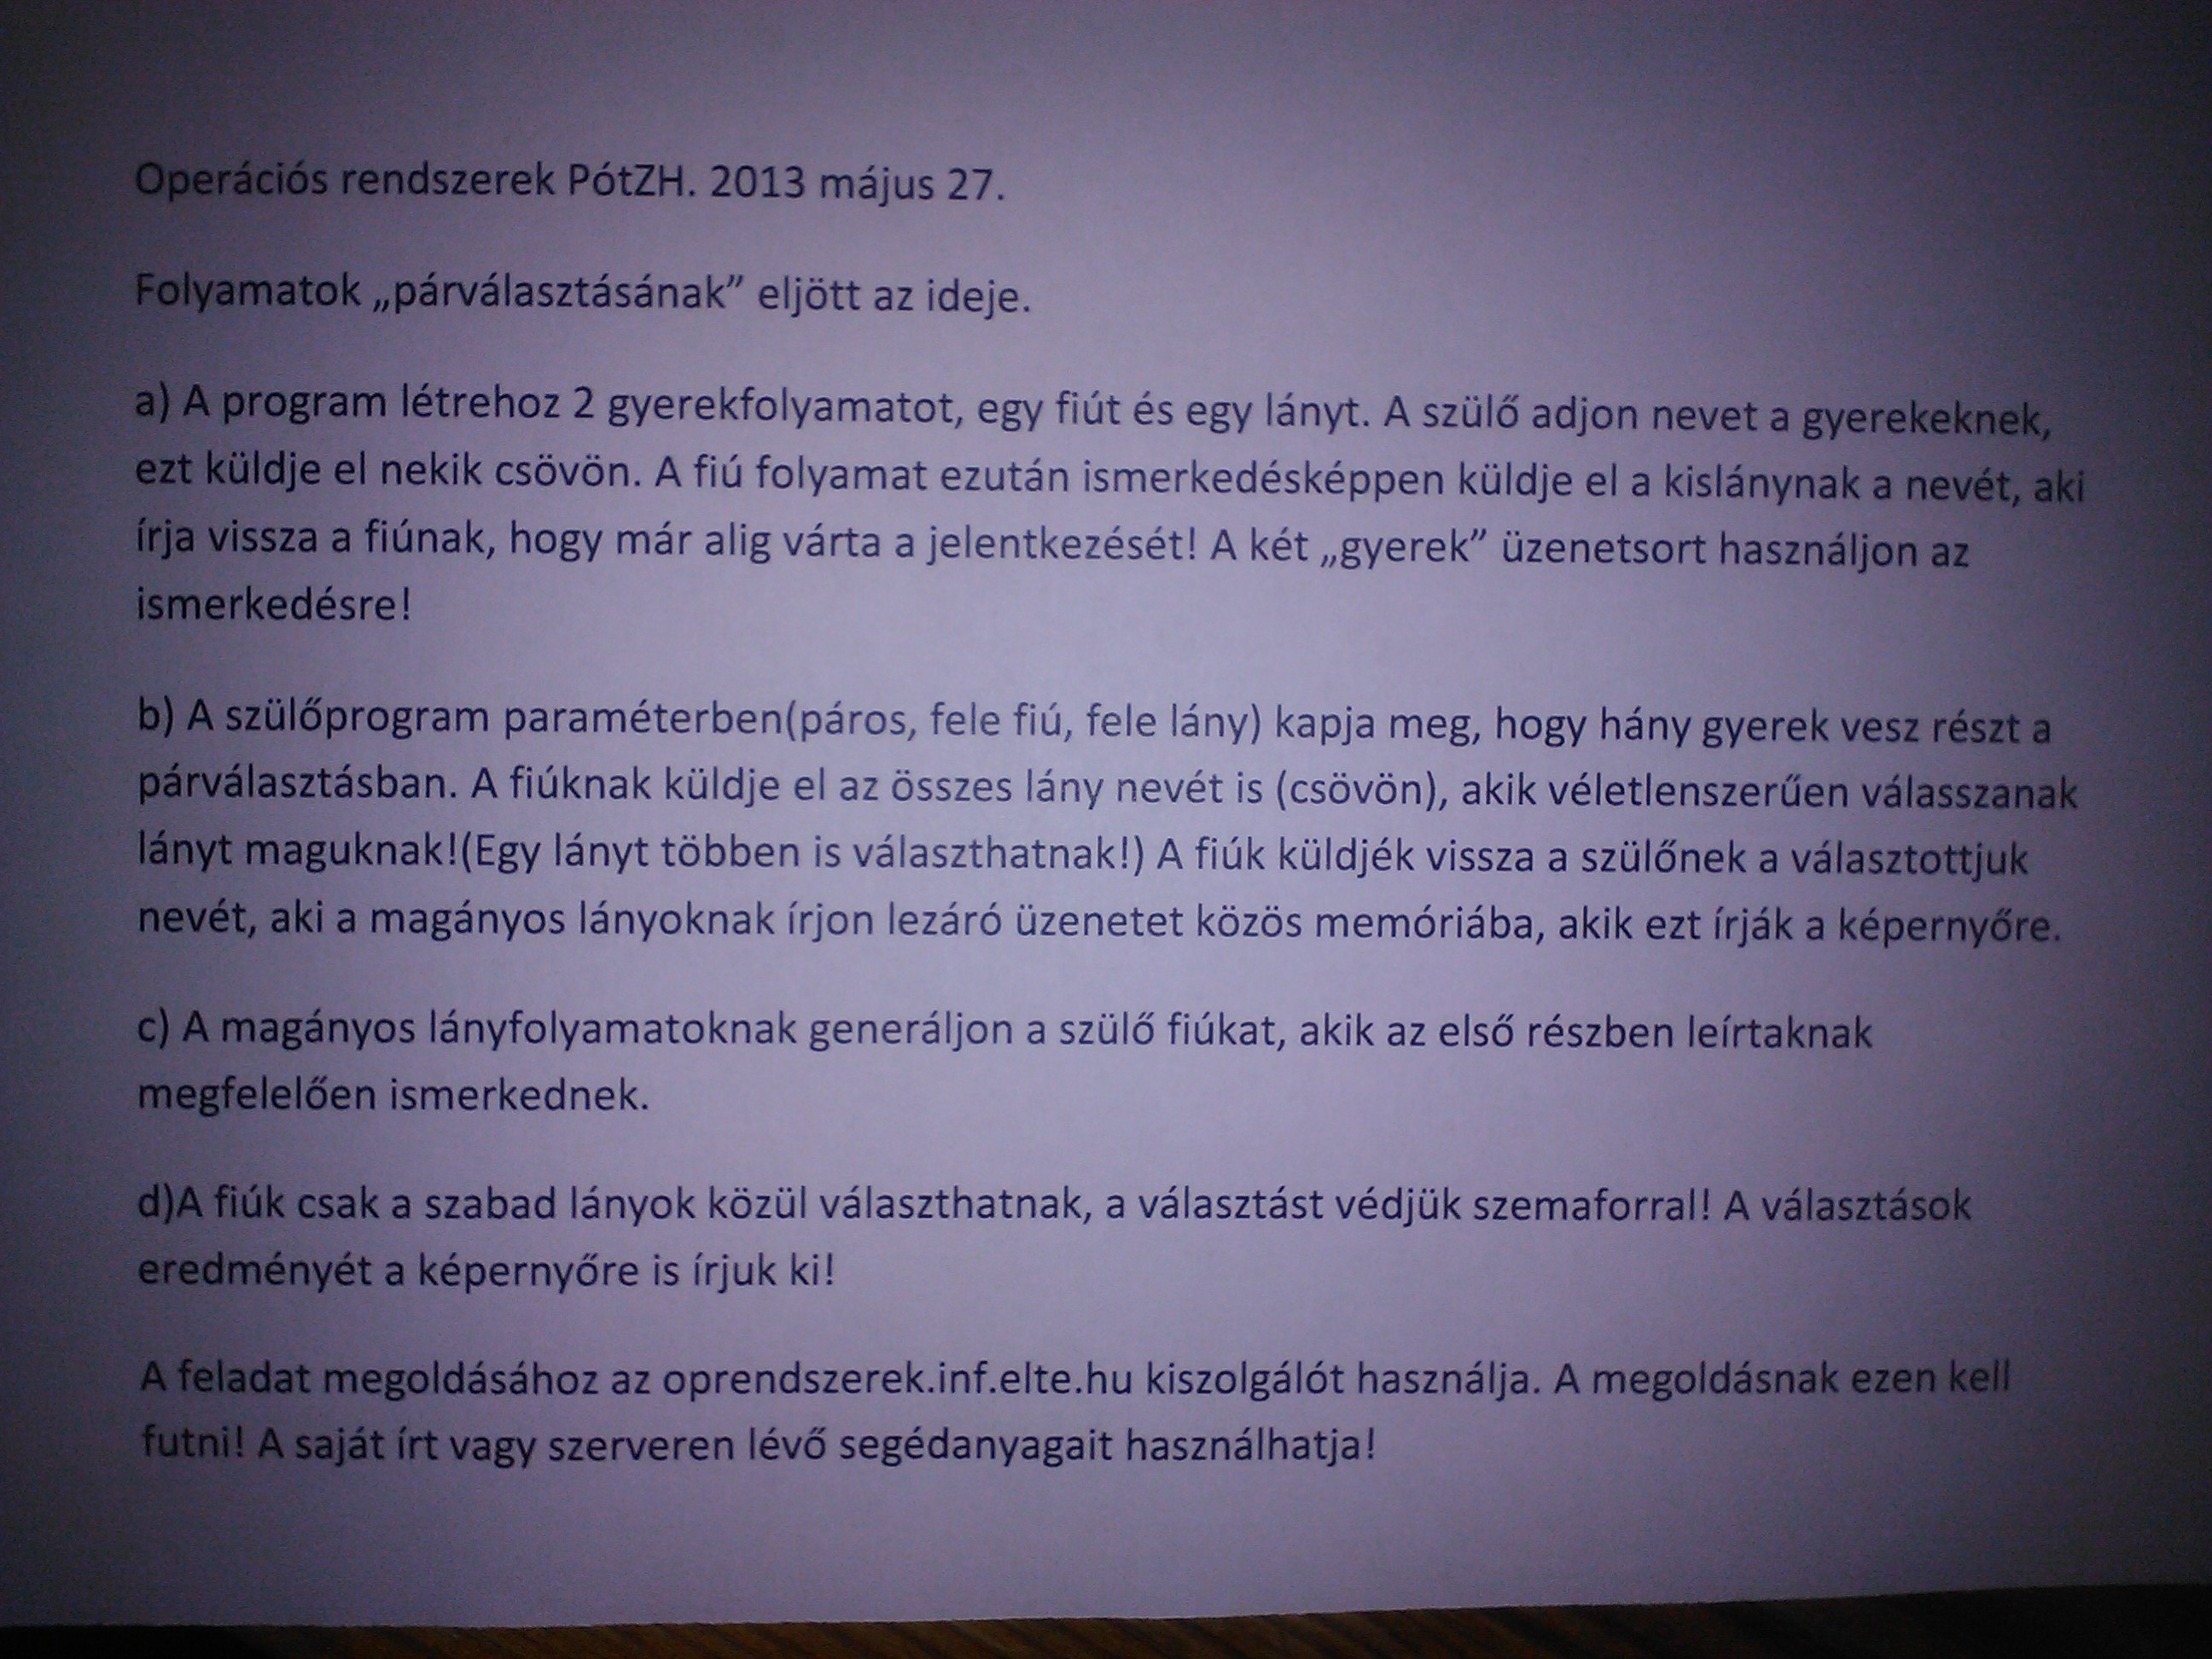 Operációs rendszerek PótZH. 2013 május 27.
Folyamatok „párválasztásának” eljött az ideje.
a) A program létrehoz 2 gyerekfolyamatot, egy fiút és egy lányt. A szülő adjon nevet a gyerekeknek,
ezt küldje el nekik csövön. A fiú folyamat ezután ismerkedésképpen küldje el a kislánynak a nevét, aki
írja vissza a fiúnak, hogy már alig várta a jelentkezését! A két „gyerek” üzenetsort használjon az
ismerkedésre!
b) A szülőprogram paraméterben(páros, fele fiú, fele lány) kapja meg, hogy hány gyerek vesz részt a
párválasztásban. A fiúknak küldje el az összes lány nevét is (csövön), akik véletlenszerűen válasszanak
lányt maguknak!(Egy lányt többen is választhatnak!) A fiúk küldjék vissza a szülőnek a választottjuk
nevét, aki a magányos lányoknak írjon lezáró üzenetet közös memóriába, akik ezt írják a képernyőre.
c) A magányos lányfolyamatoknak generáljon a szülő fiúkat, akik az első részben leírtaknak
megfelelően ismerkednek.
d)A fiúk csak a szabad lányok közül választhatnak, a választást védjük szemaforral! A választások
eredményét a képernyőre is írjuk ki!
A feladat megoldásához az oprendszerek.inf.elte.hu kiszolgálót használja. A megoldásnak ezen kell
futni! A saját írt vagy szerveren lévő segédanyagait használhatja!